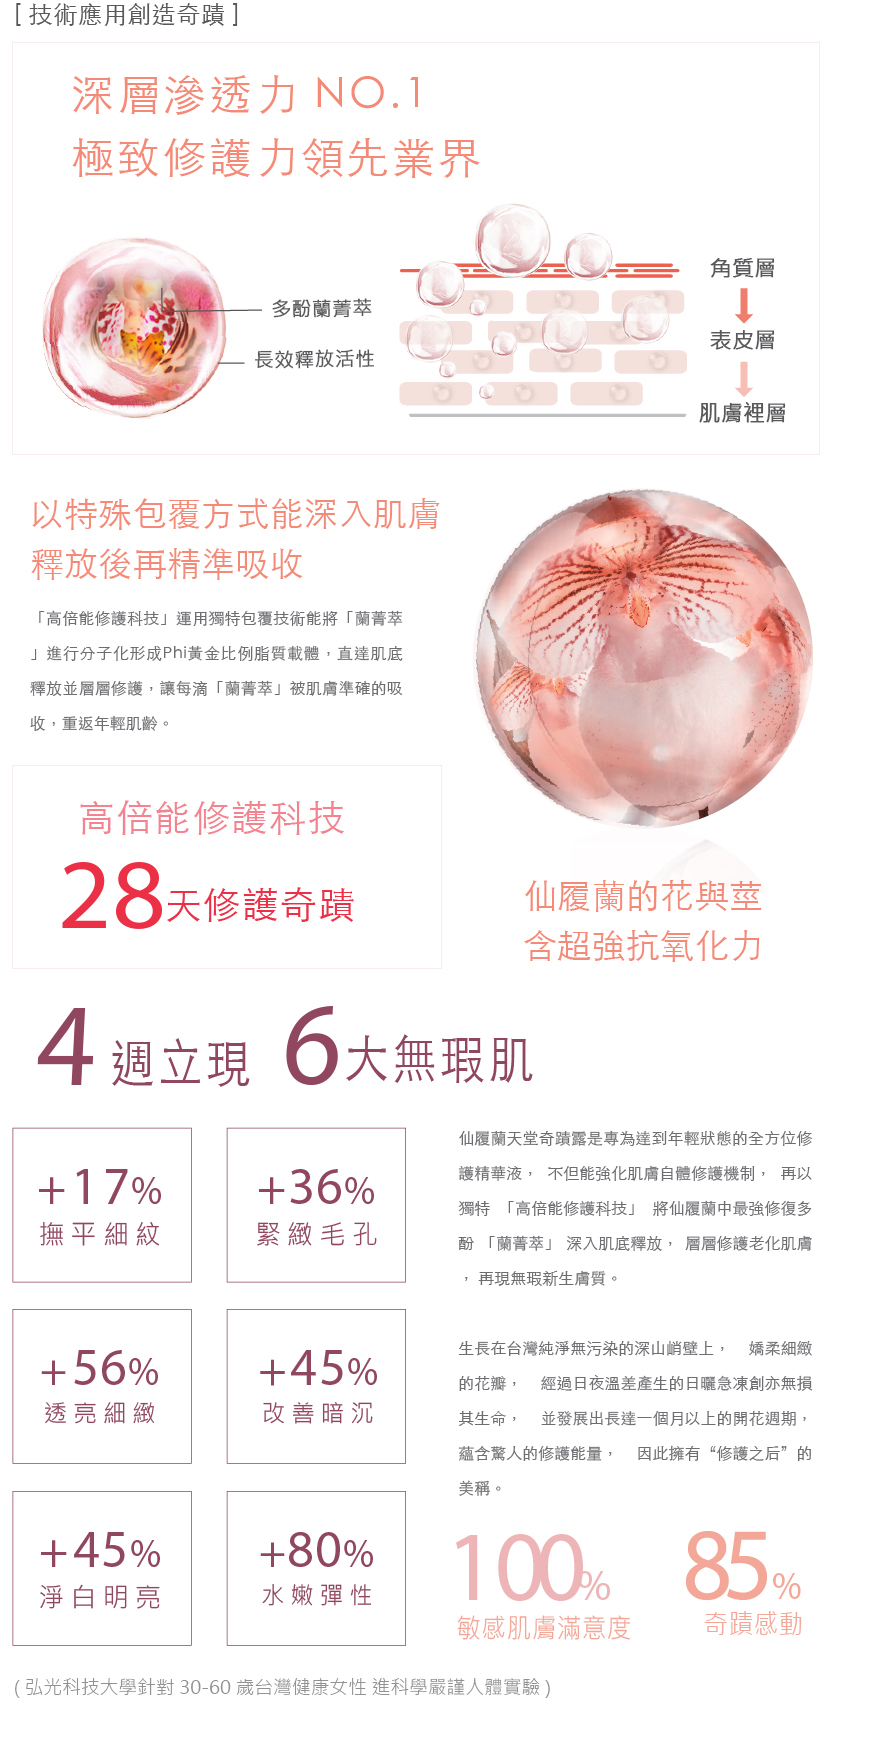 [ 技術應用創造奇蹟 ]
深層滲透力 NO.1
極致修護力領先業界
多酚蘭菁萃
長效釋放活性
角質層
表皮層
肌膚裡層
以特殊包覆方式能深入肌膚
釋放後再精準吸收
「高倍能修護科技」運用獨特包覆技術能將「蘭菁萃
」進行分子化形成Phi黃金比例脂質載體，直達肌底
釋放並層層修護，讓每滴「蘭菁萃」被肌膚準確的吸
收，重返年輕肌齡。
高倍能修護科技
28天修護奇蹟
仙履蘭的花與莖
含超強抗氧化力
4 週立現 6大無瑕肌
+17%
撫平細紋
+36%
緊緻毛孔
+56%
透亮細緻
+45%
改善暗沉
+45%
淨白明亮
+80%
水嫩彈性
仙履蘭天堂奇蹟露是專為達到年輕狀態的全方位修
護精華液， 不但能強化肌膚自體修護機制， 再以
獨特 「高倍能修護科技」 將仙履蘭中最強修復多
酚 「蘭菁萃」 深入肌底釋放， 層層修護老化肌膚
， 再現無瑕新生膚質。
生長在台灣純淨無污染的深山峭壁上， 嬌柔細緻
的花瓣， 經過日夜溫差產生的日曬急凍創亦無損
其生命， 並發展出長達一個月以上的開花週期，
蘊含驚人的修護能量， 因此擁有“修護之后”的
美稱。
100%
敏感肌膚滿意度
85%
奇蹟感動
( 弘光科技大學針對 30-60 歲台灣健康女性 進科學嚴謹人體實驗 )